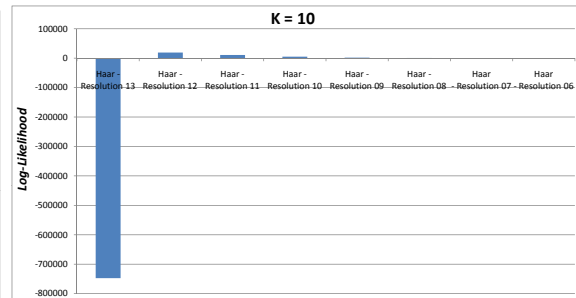 K = 10
Log-Likelihood
100000
0
-100000
-200000
-300000
-400000
-500000
-600000
-700000
-800000
Haar - Haar - Haar - Haar - Haar - Haar - Haar Haar
Resolution 13 Resolution 12 Resolution 11 Resolution 10 Resolution 09 Resolution 08 - Resolution 07 - Resolution 06